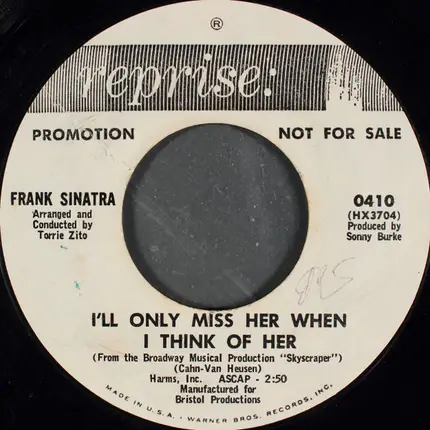 ®
reprise:
PROMOTION NOT FOR SALE
FRANK SINATRA
Arranged and
Conducted by
Torrie Zito
0410
(HX3704)
Produced by
Sonny Burke
I'LL ONLY MISS HER WHEN
I THINK OF HER
(From the Broadway Musical Production "Skyscraper")
(Cahn-Van Heusen)
Harms, Inc. ASCAP - 2:50
Manufactured for
Bristol Productions
MADE IN U.S.A. - WARNER BROS. RECORDS, INC.